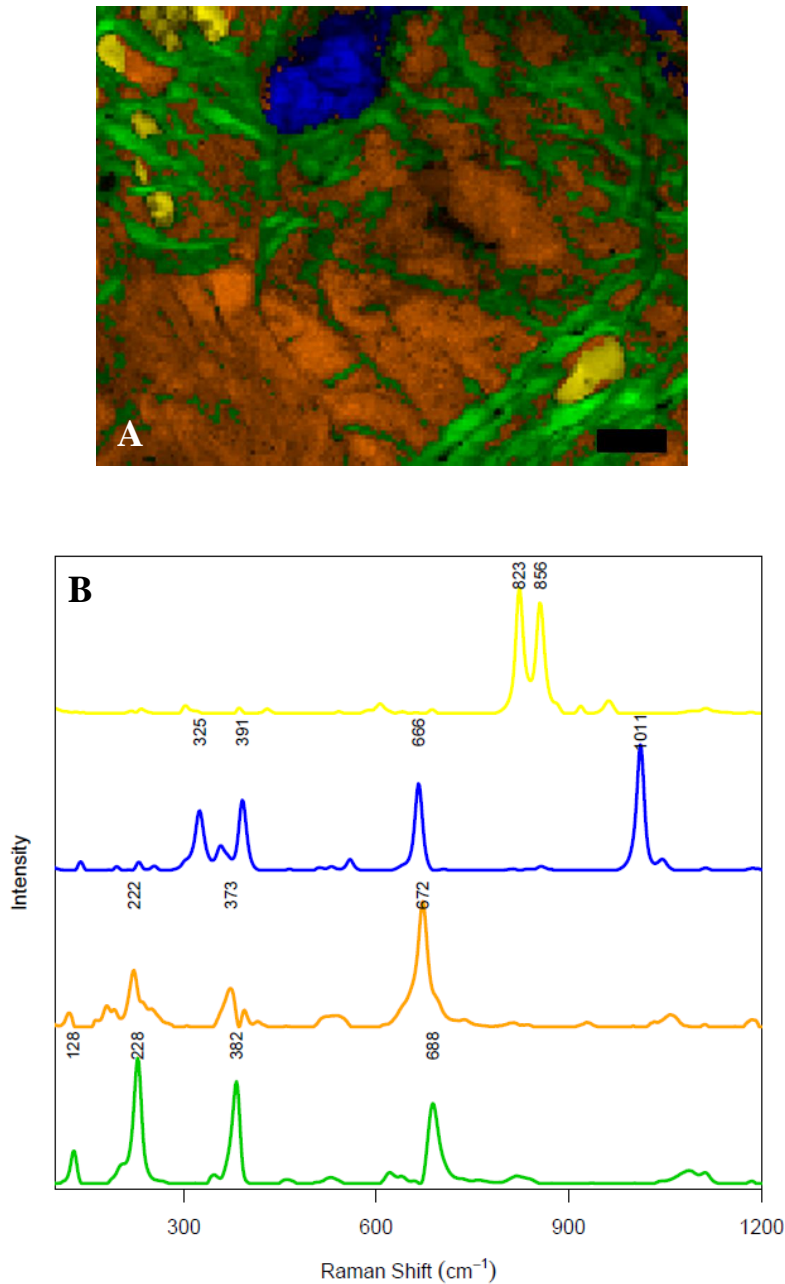 A
B
823 856
325 391 666 1011
222 373 672
128 228 382 688
Intensity
300 600 900 1200
Raman Shift (cm⁻¹)